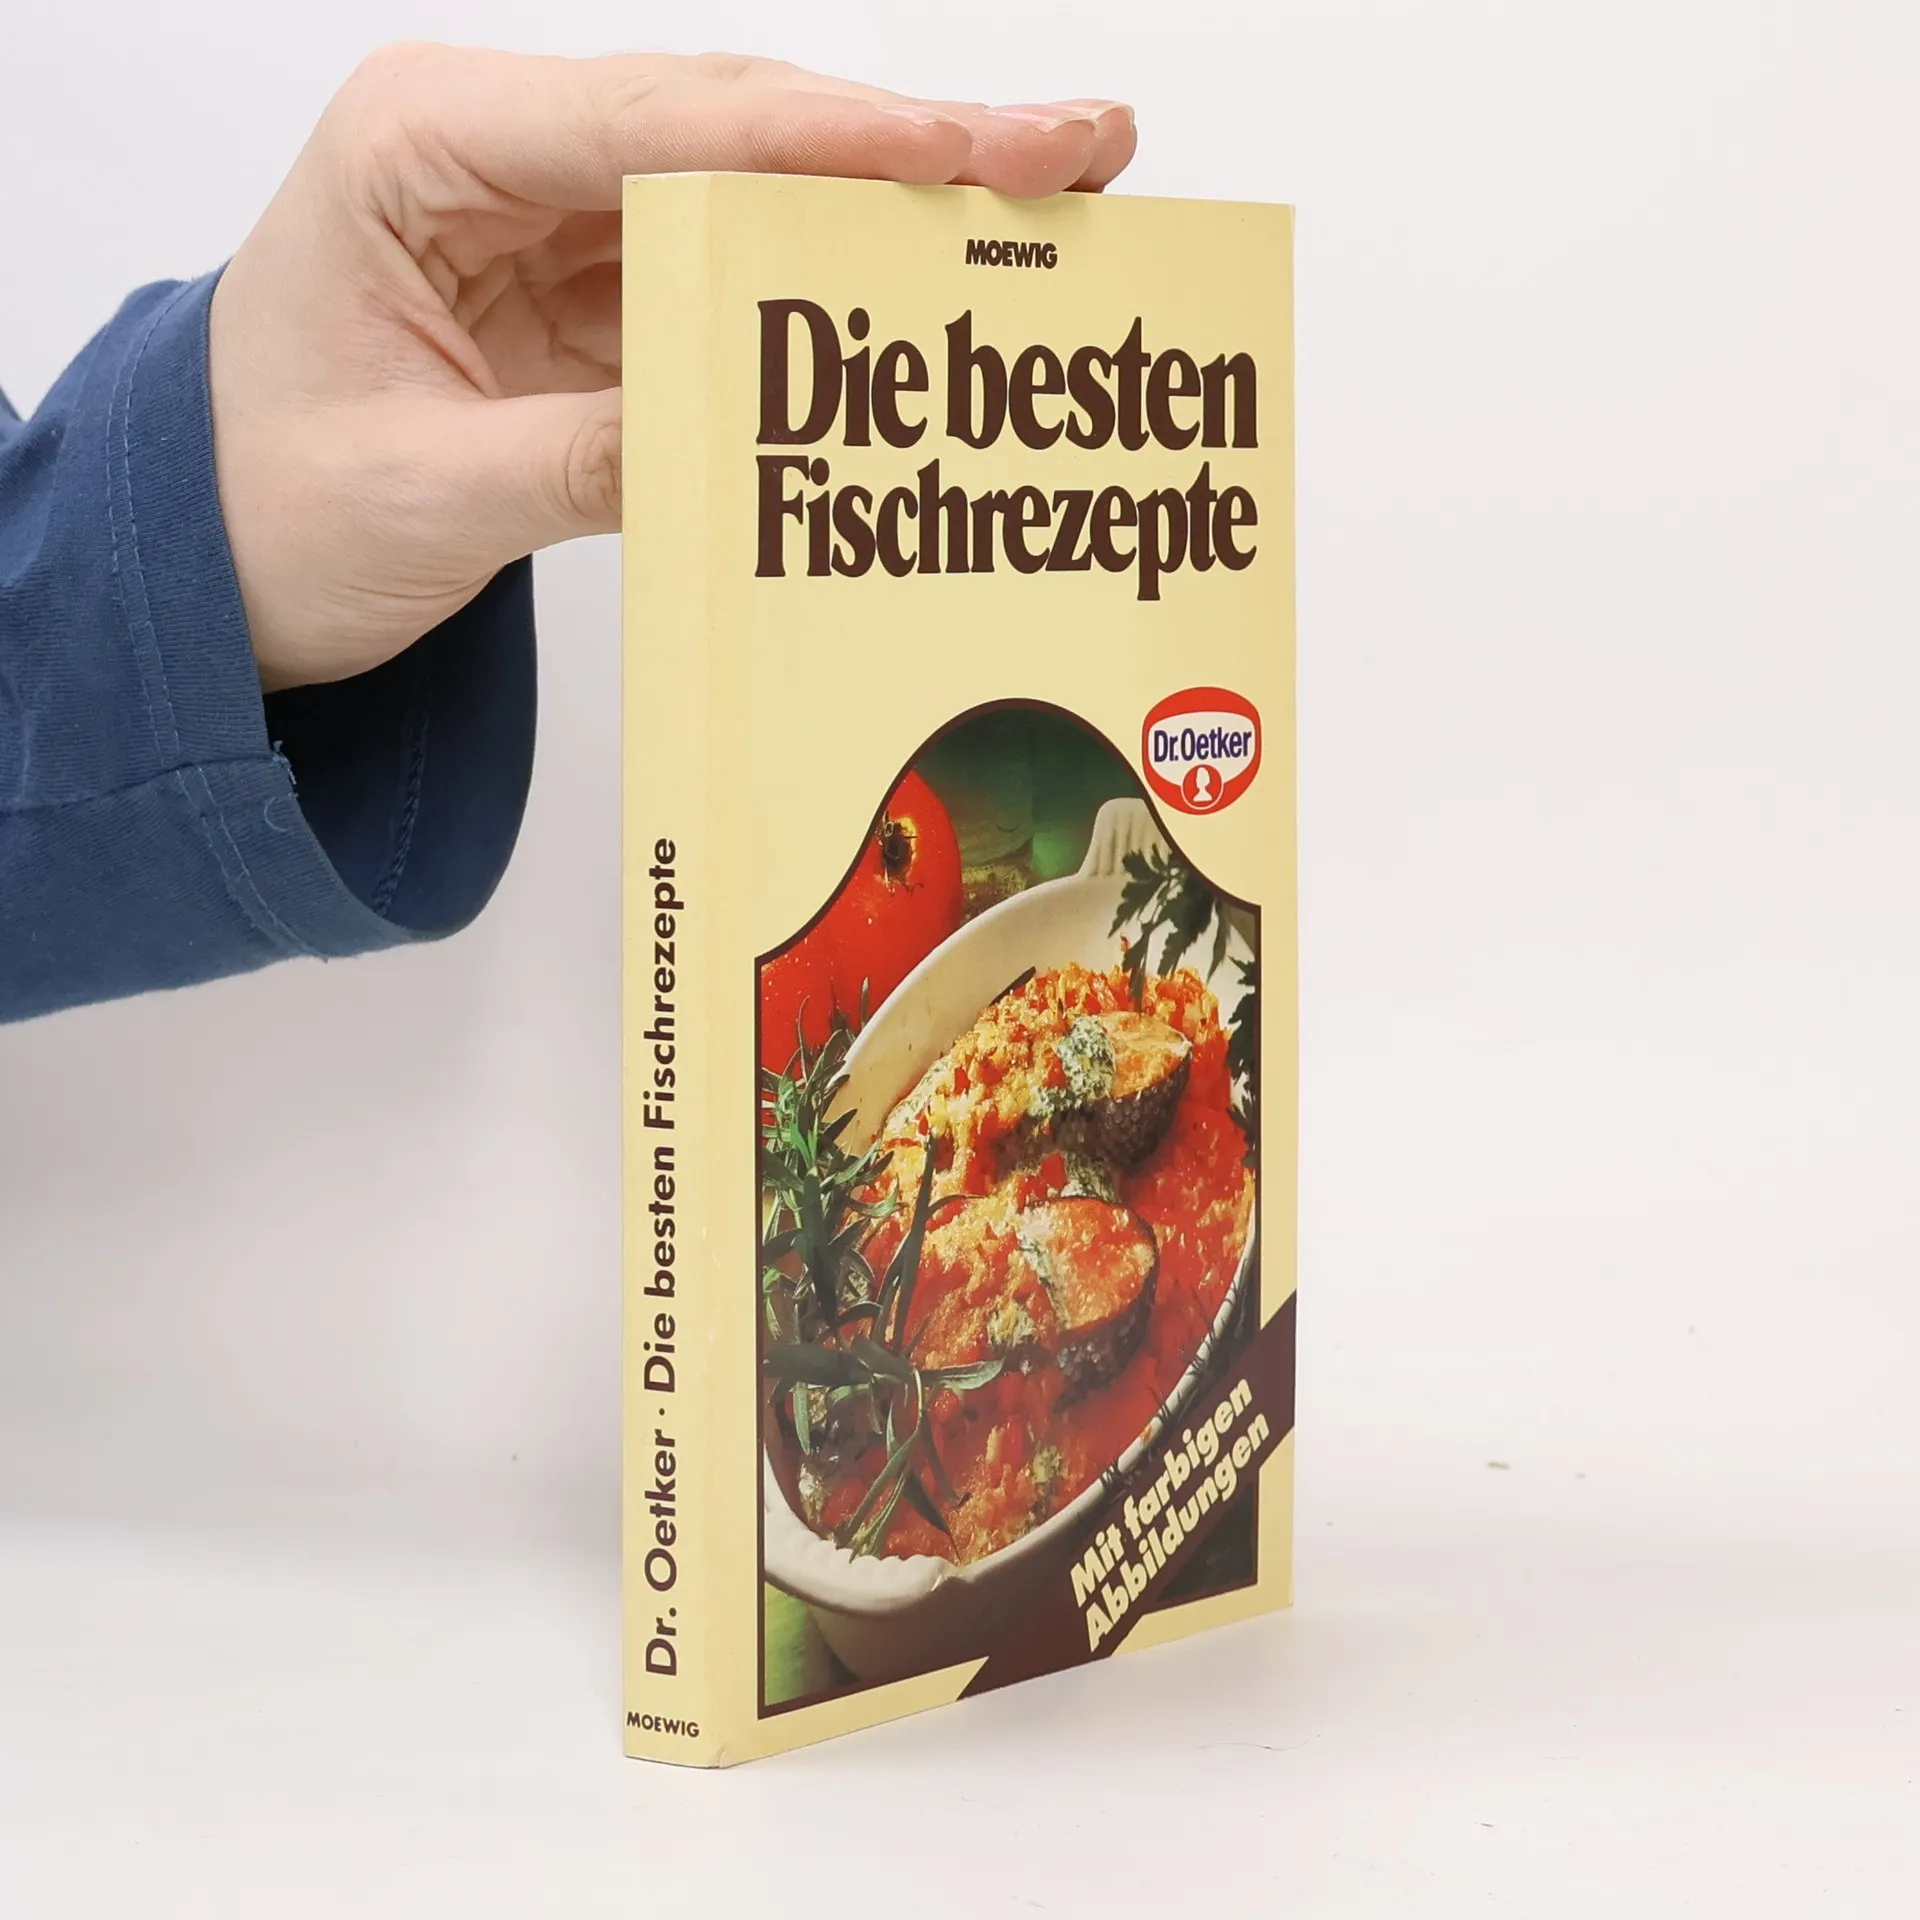 MOEWIG
Die besten
Fischrezepte
Dr. Oetker
Mit farbigen
Abbildungen
Dr. Oetker · Die besten Fischrezepte
MOEWIG